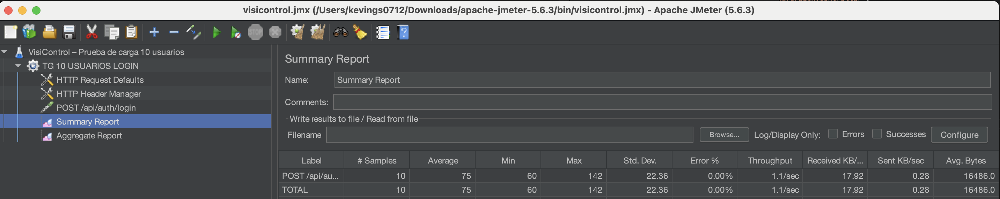 visicontrol.jmx (/Users/kevings0712/Downloads/apache-jmeter-5.6.3/bin/visicontrol.jmx) - Apache JMeter (5.6.3)
STOP
VisiControl – Prueba de carga 10 usuarios
TG 10 USUARIOS LOGIN
HTTP Request Defaults
HTTP Header Manager
POST /api/auth/login
Summary Report
Aggregate Report
Summary Report
Name: Summary Report
Comments:
Write results to file / Read from file
Filename Browse... Log/Display Only: Errors Successes Configure
Label # Samples Average Min Max Std. Dev. Error % Throughput Received KB/... Sent KB/sec Avg. Bytes
POST /api/au... 10 75 60 142 22.36 0.00% 1.1/sec 17.92 0.28 16486.0
TOTAL 10 75 60 142 22.36 0.00% 1.1/sec 17.92 0.28 16486.0